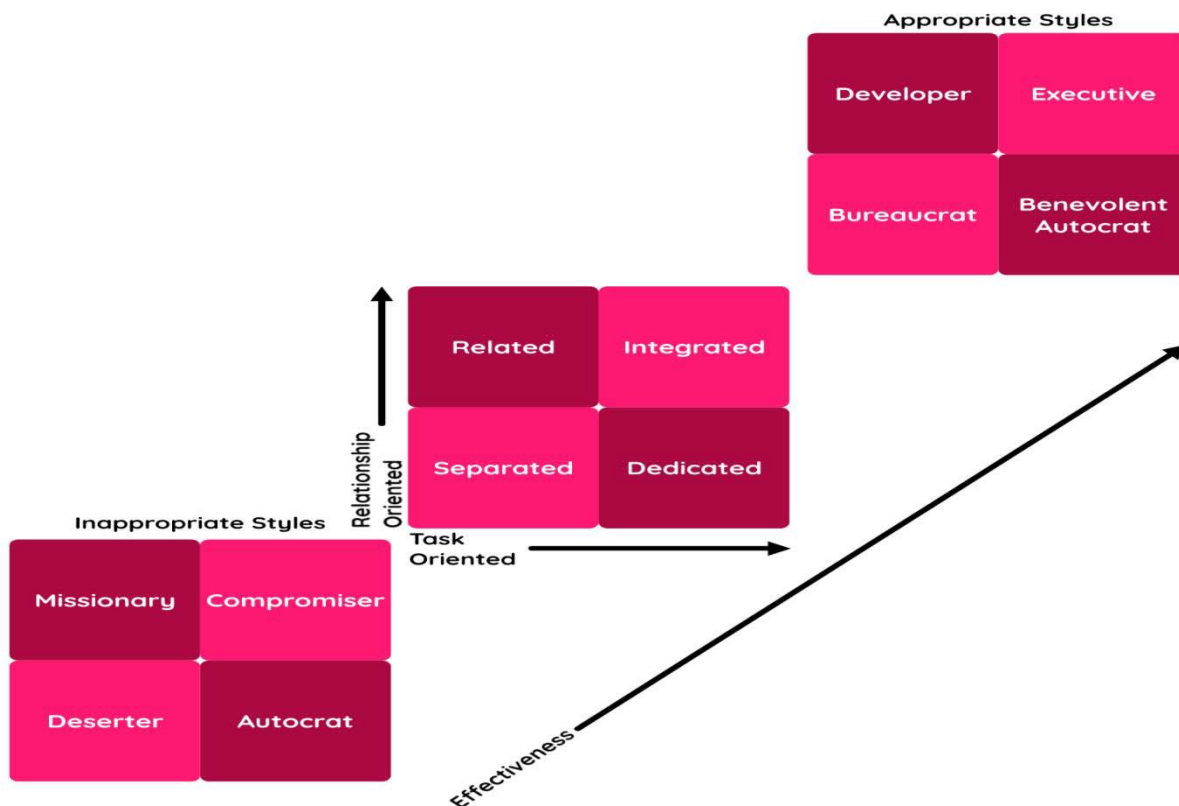 Appropriate Styles
Developer
Executive
Bureaucrat
Benevolent
Autocrat
Related
Integrated
Separated
Dedicated
Relationship
Oriented
Task
Oriented
Inappropriate Styles
Missionary
Compromiser
Deserter
Autocrat
Effectiveness